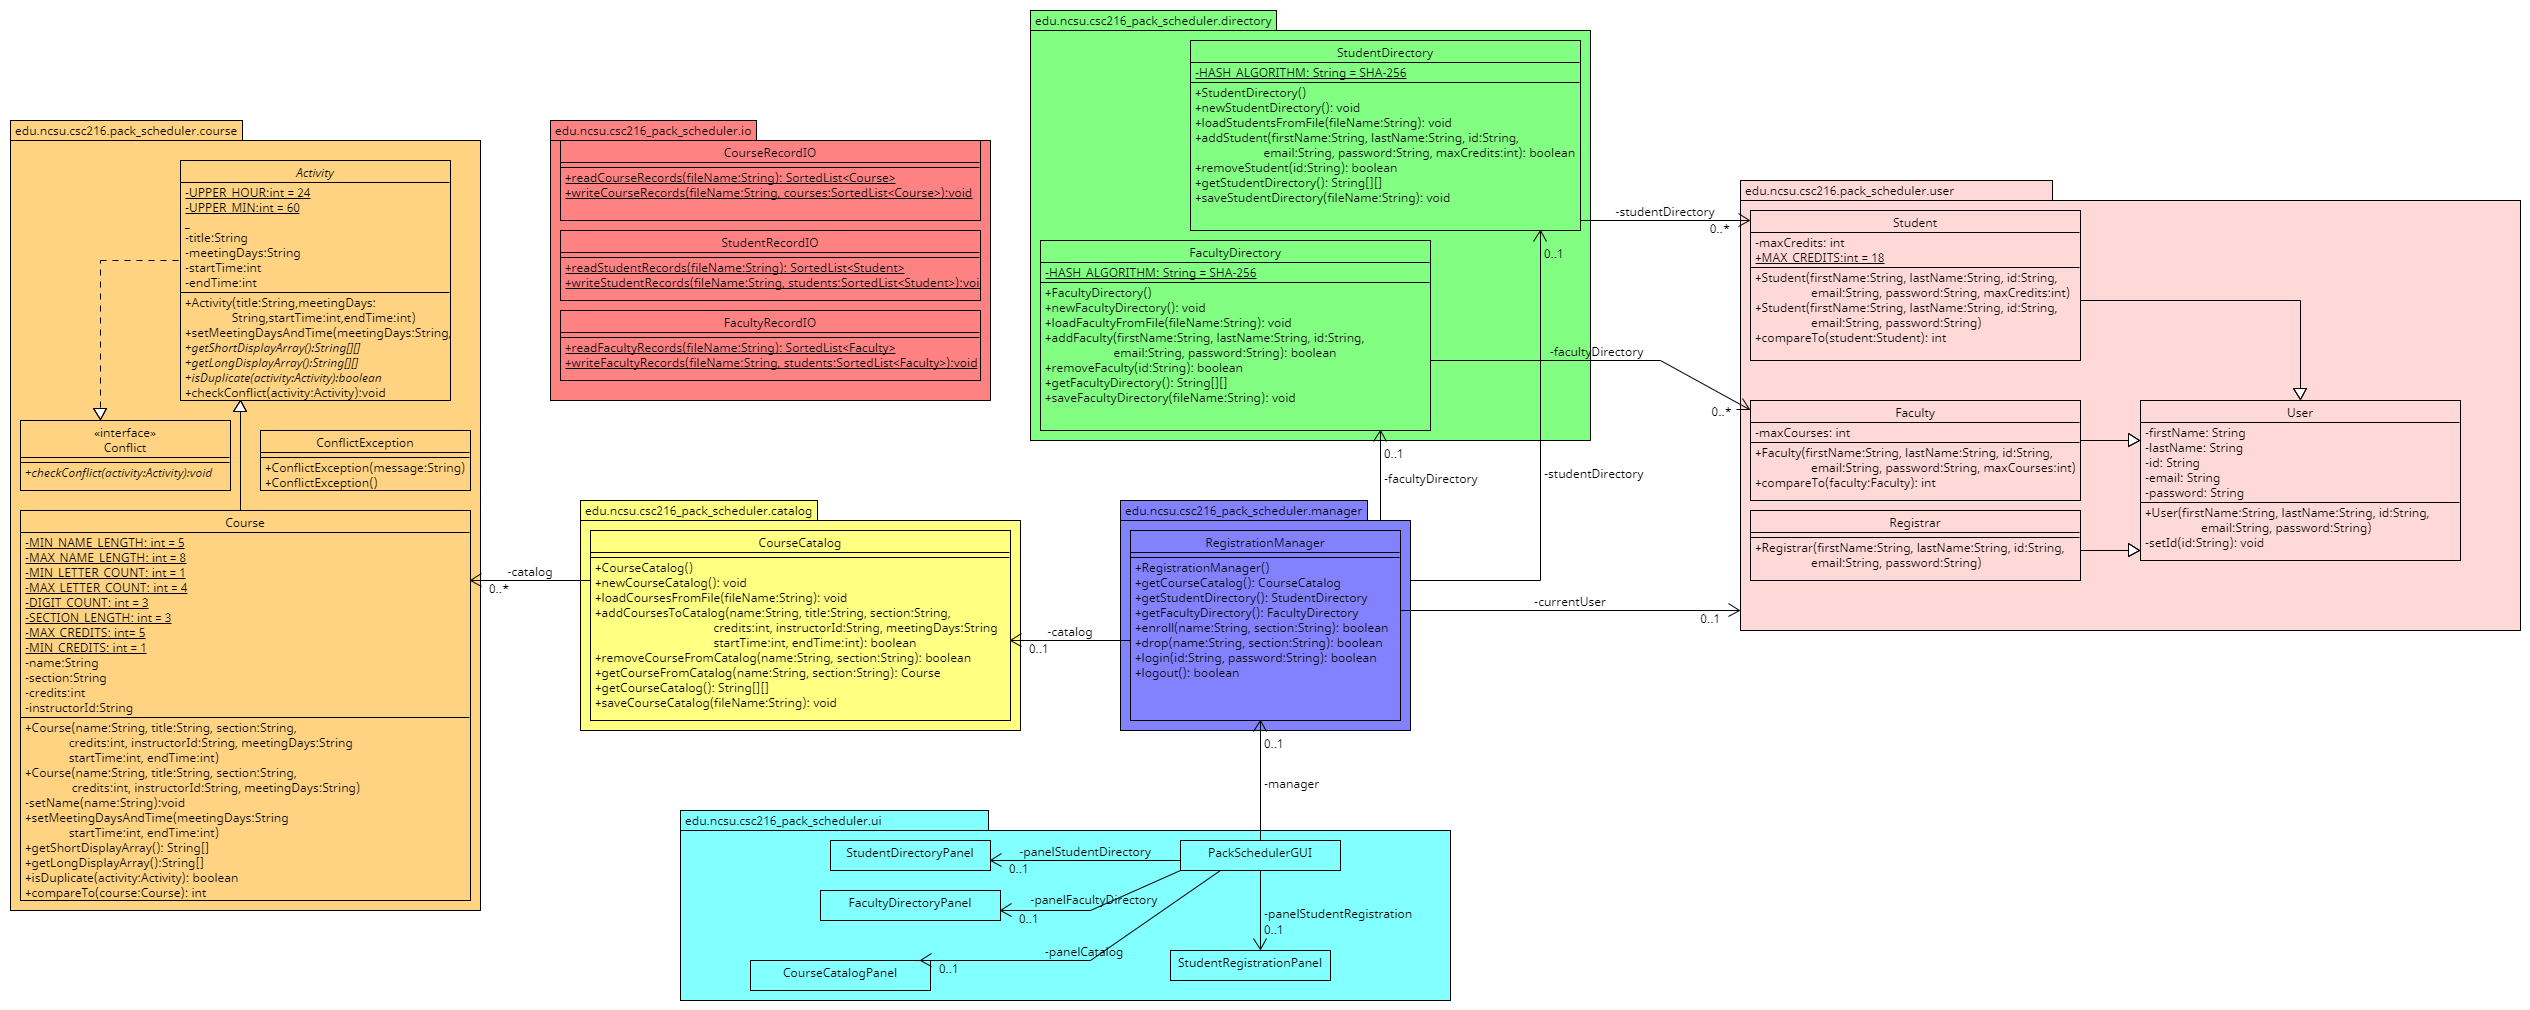 edu.ncsu.csc216.pack_scheduler.course
Activity
-UPPER_HOUR:int = 24
-UPPER_MIN:int = 60
_
-title:String
-meetingDays:String
-startTime:int
-endTime:int
+Activity(title:String,meetingDays:
String,startTime:int,endTime:int)
+setMeetingDaysAndTime(meetingDays:String,
+getShortDisplayArray():String[][]
+getLongDisplayArray():String[][]
+isDuplicate(activity:Activity):boolean
+checkConflict(activity:Activity):void
«interface»
Conflict
+checkConflict(activity:Activity):void
ConflictException
+ConflictException(message:String)
+ConflictException()
Course
-MIN_NAME_LENGTH: int = 5
-MAX_NAME_LENGTH: int = 8
-MIN_LETTER_COUNT: int = 1
-MAX_LETTER_COUNT: int = 4
-DIGIT_COUNT: int = 3
-SECTION_LENGTH: int = 3
-MAX_CREDITS: int= 5
-MIN_CREDITS: int = 1
-name:String
-section:String
-credits:int
-instructorId:String
+Course(name:String, title:String, section:String,
credits:int, instructorId:String, meetingDays:String
startTime:int, endTime:int)
+Course(name:String, title:String, section:String,
credits:int, instructorId:String, meetingDays:String)
-setName(name:String):void
+setMeetingDaysAndTime(meetingDays:String
startTime:int, endTime:int)
+getShortDisplayArray(): String[]
+getLongDisplayArray():String[]
+isDuplicate(activity:Activity): boolean
+compareTo(course:Course): int
edu.ncsu.csc216_pack_scheduler.io
CourseRecordIO
+readCourseRecords(fileName:String): SortedList<Course>
+writeCourseRecords(fileName:String, courses:SortedList<Course>):void
StudentRecordIO
+readStudentRecords(fileName:String): SortedList<Student>
+writeStudentRecords(fileName:String, students:SortedList<Student>):voi
FacultyRecordIO
+readFacultyRecords(fileName:String): SortedList<Faculty>
+writeFacultyRecords(fileName:String, students:SortedList<Faculty>):void
edu.ncsu.csc216_pack_scheduler.directory
StudentDirectory
-HASH_ALGORITHM: String = SHA-256
+StudentDirectory()
+newStudentDirectory(): void
+loadStudentsFromFile(fileName:String): void
+addStudent(firstName:String, lastName:String, id:String,
email:String, password:String, maxCredits:int): boolean
+removeStudent(id:String): boolean
+getStudentDirectory(): String[][]
+saveStudentDirectory(fileName:String): void
FacultyDirectory
-HASH_ALGORITHM: String = SHA-256
+FacultyDirectory()
+newFacultyDirectory(): void
+loadFacultyFromFile(fileName:String): void
+addFaculty(firstName:String, lastName:String, id:String,
email:String, password:String): boolean
+removeFaculty(id:String): boolean
+getFacultyDirectory(): String[][]
+saveFacultyDirectory(fileName:String): void
-studentDirectory
0..*
-facultyDirectory
0..*
0..1
-studentDirectory
0..1
-facultyDirectory
edu.ncsu.csc216.pack_scheduler.user
Student
-maxCredits: int
+MAX_CREDITS:int = 18
+Student(firstName:String, lastName:String, id:String,
email:String, password:String, maxCredits:int)
+Student(firstName:String, lastName:String, id:String,
email:String, password:String)
+compareTo(student:Student): int
Faculty
-maxCourses: int
+Faculty(firstName:String, lastName:String, id:String,
email:String, password:String, maxCourses:int)
+compareTo(faculty:Faculty): int
Registrar
+Registrar(firstName:String, lastName:String, id:String,
email:String, password:String)
User
-firstName: String
-lastName: String
-id: String
-email: String
-password: String
+User(firstName:String, lastName:String, id:String,
email:String, password:String)
-setId(id:String): void
edu.ncsu.csc216_pack_scheduler.catalog
CourseCatalog
+CourseCatalog()
+newCourseCatalog(): void
+loadCoursesFromFile(fileName:String): void
+addCoursesToCatalog(name:String, title:String, section:String,
credits:int, instructorId:String, meetingDays:String
startTime:int, endTime:int): boolean
+removeCourseFromCatalog(name:String, section:String): boolean
+getCourseFromCatalog(name:String, section:String): Course
+getCourseCatalog(): String[][]
+saveCourseCatalog(fileName:String): void
-catalog
0..*
edu.ncsu.csc216_pack_scheduler.manager
RegistrationManager
+RegistrationManager()
+getCourseCatalog(): CourseCatalog
+getStudentDirectory(): StudentDirectory
+getFacultyDirectory(): FacultyDirectory
+enroll(name:String, section:String): boolean
+drop(name:String, section:String): boolean
+login(id:String, password:String): boolean
+logout(): boolean
-catalog
0..1
-currentUser
0..1
0..1
-manager
edu.ncsu.csc216_pack_scheduler.ui
StudentDirectoryPanel
-panelStudentDirectory
0..1
PackSchedulerGUI
FacultyDirectoryPanel
-panelFacultyDirectory
0..1
-panelStudentRegistration
0..1
-panelCatalog
0..1
CourseCatalogPanel
StudentRegistrationPanel